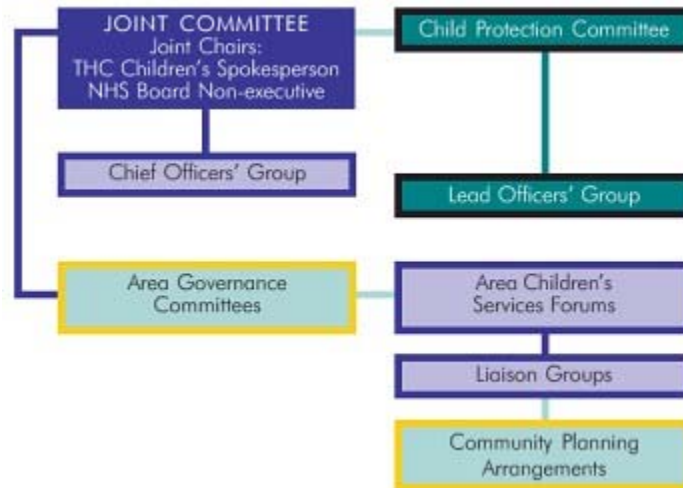 JOINT COMMITTEE
Joint Chairs:
THC Children's Spokesperson
NHS Board Non-executive
Child Protection Committee
Chief Officers' Group
Lead Officers' Group
Area Governance
Committees
Area Children's
Services Forums
Liaison Groups
Community Planning
Arrangements